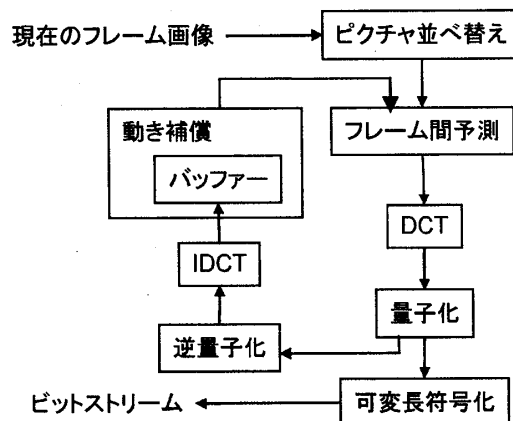 現在のフレーム画像
ピクチャ並べ替え
動き補償
フレーム間予測
バッファー
DCT
IDCT
量子化
逆量子化
ビットストリーム
可変長符号化